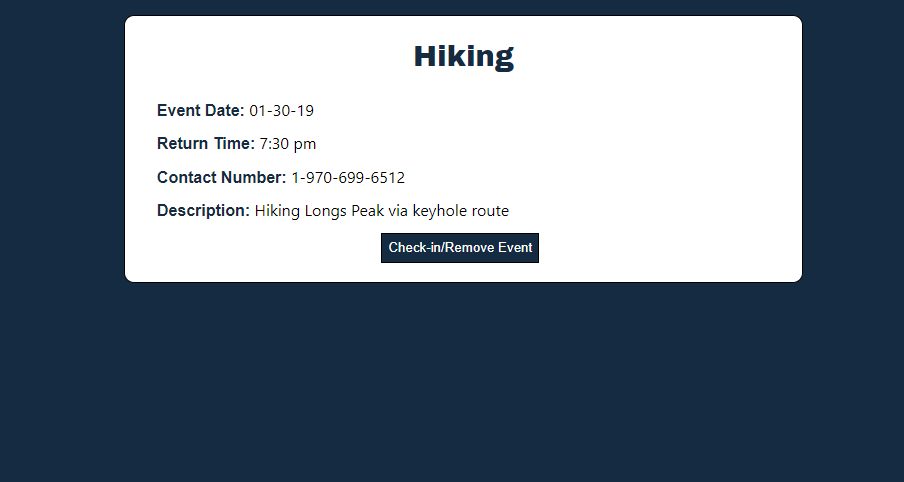 Hiking
Event Date: 01-30-19
Return Time: 7:30 pm
Contact Number: 1-970-699-6512
Description: Hiking Longs Peak via keyhole route
Check-in/Remove Event